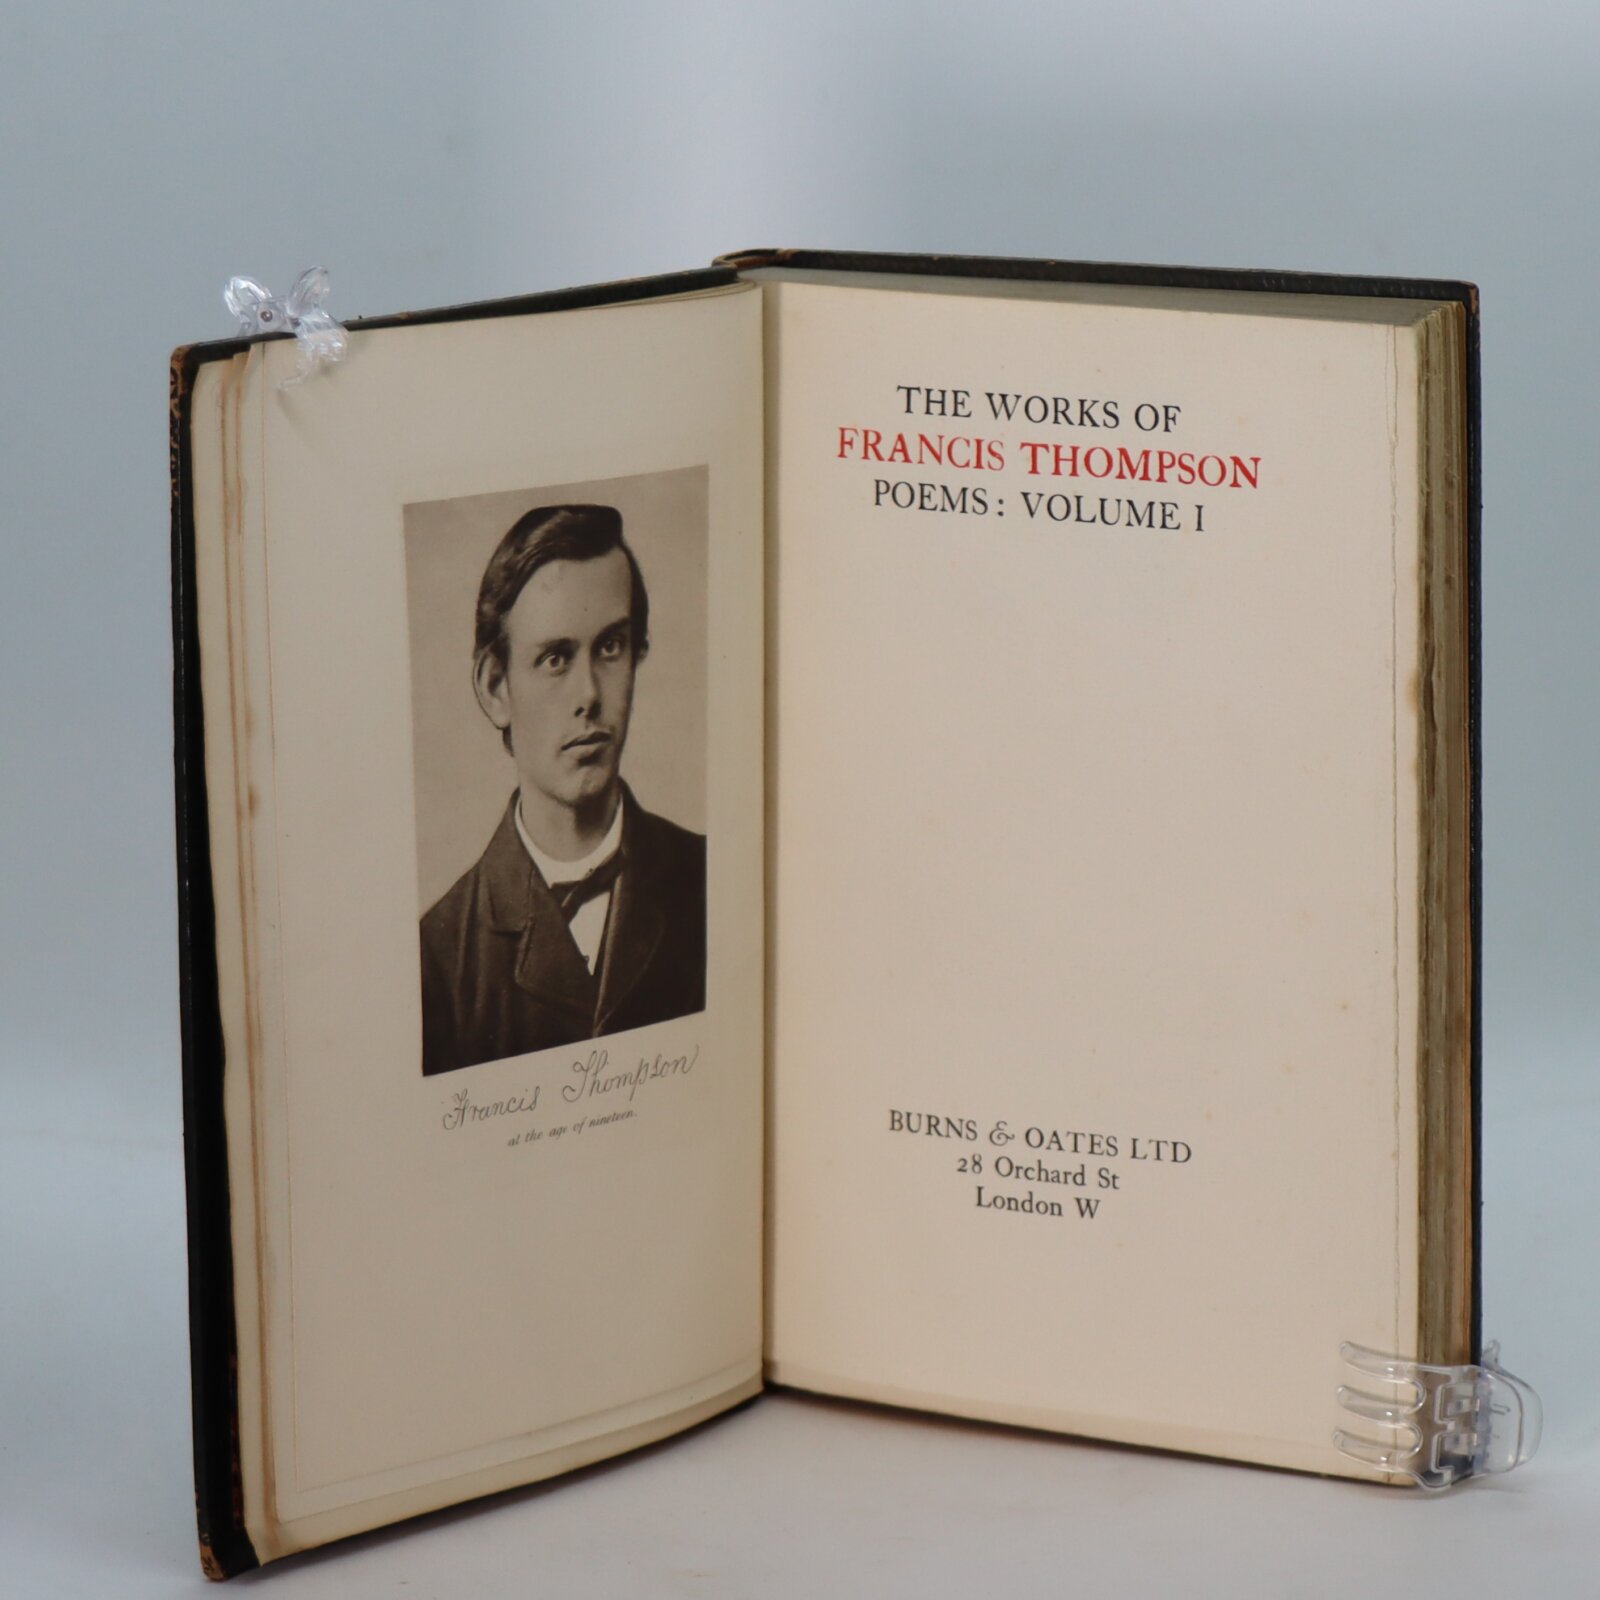 Francis Thompson
at the age of nineteen.
THE WORKS OF
FRANCIS THOMPSON
POEMS: VOLUME I
BURNS & OATES LTD
28 Orchard St
London W